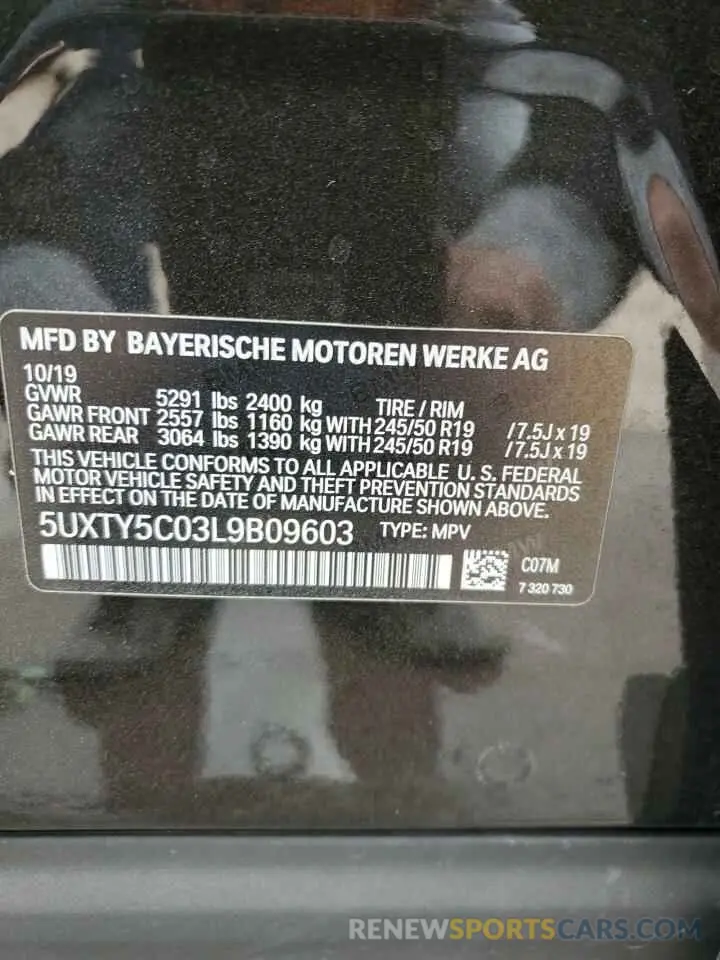 MFD BY BAYERISCHE MOTOREN WERKE AG
10/19
GVWR 5291 lbs 2400 kg TIRE / RIM
GAWR FRONT 2557 lbs 1160 kg WITH 245/50 R19 /7.5J x 19
GAWR REAR 3064 lbs 1390 kg WITH 245/50 R19 /7.5J x 19
THIS VEHICLE CONFORMS TO ALL APPLICABLE U. S. FEDERAL
MOTOR VEHICLE SAFETY AND THEFT PREVENTION STANDARDS
IN EFFECT ON THE DATE OF MANUFACTURE SHOWN ABOVE.
5UXTY5C03L9B09603 TYPE: MPV
C07M
7 320 730
RENEWSPORTSCARS.COM